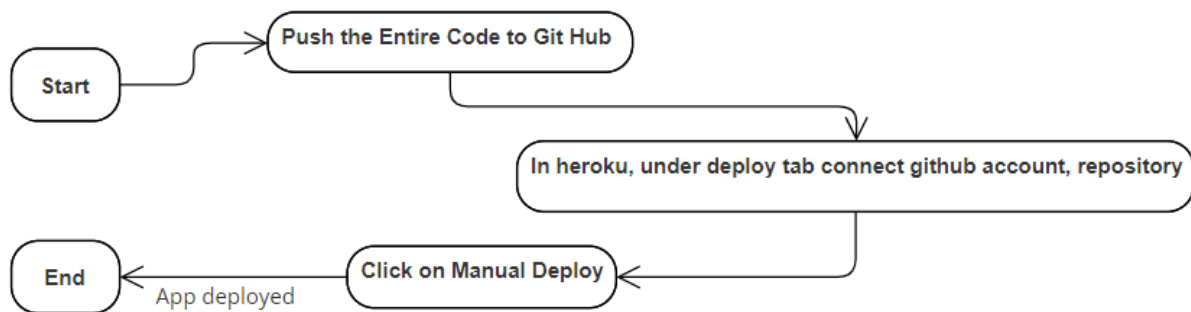 Push the Entire Code to Git Hub
Start
In heroku, under deploy tab connect github account, repository
Click on Manual Deploy
End
App deployed